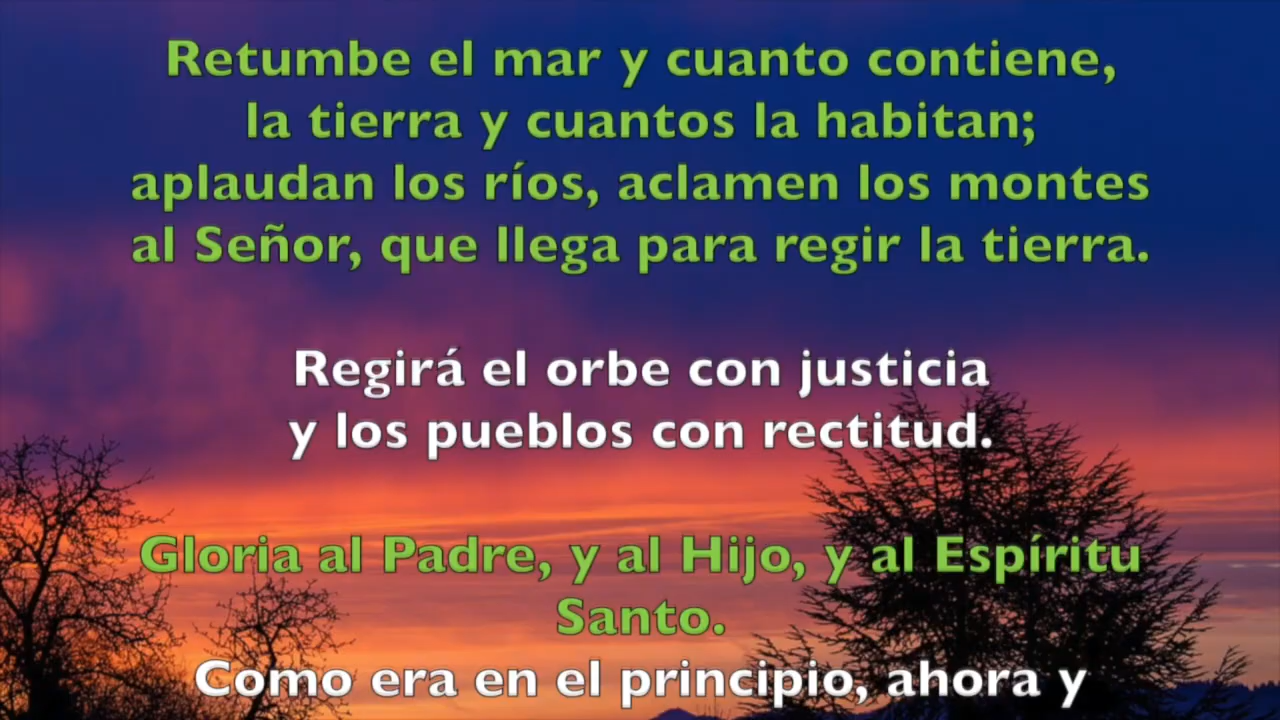 Retumbe el mar y cuanto contiene,
la tierra y cuantos la habitan;
aplaudan los ríos, aclamen los montes
al Señor, que llega para regir la tierra.
Regirá el orbe con justicia
y los pueblos con rectitud.
Gloria al Padre, y al Hijo, y al Espíritu
Santo.
Como era en el principio, ahora y